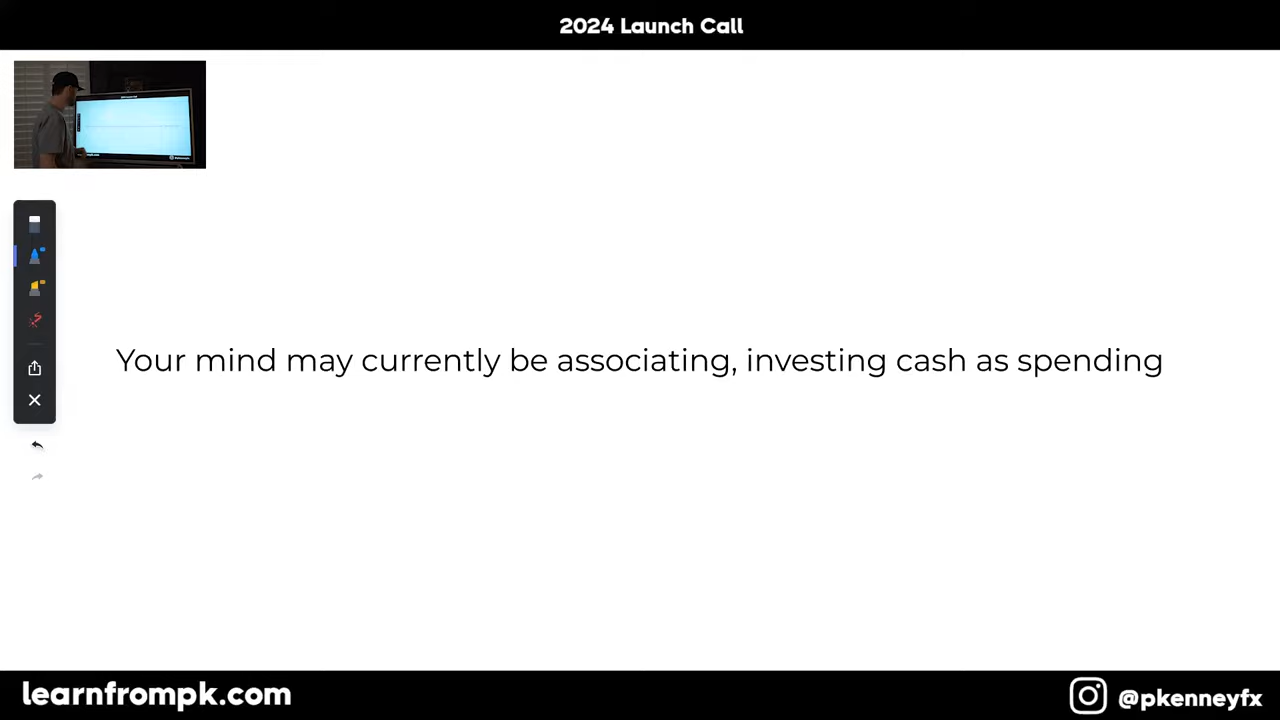 2024 Launch Call
Your mind may currently be associating, investing cash as spending
learnfrompk.com
@pkenneyfx